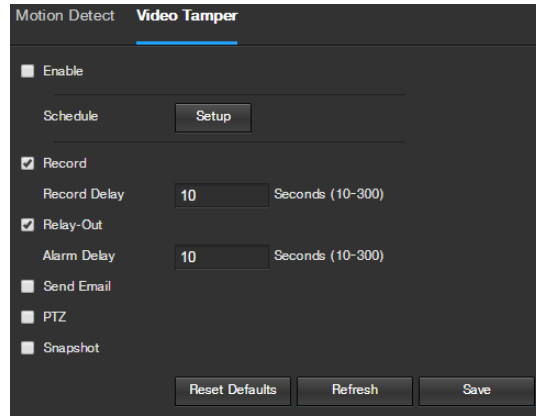 Motion Detect Video Tamper
Enable
Schedule Setup
Record
Record Delay 10 Seconds (10-300)
Relay-Out
Alarm Delay 10 Seconds (10-300)
Send Email
PTZ
Snapshot
Reset Defaults Refresh Save